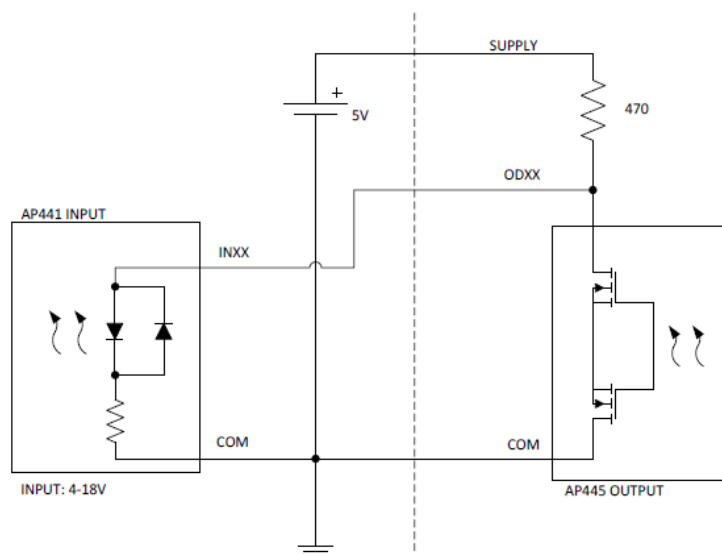 SUPPLY
+
5V
470
ODXX
AP441 INPUT
INXX
COM
COM
INPUT: 4-18V
AP445 OUTPUT